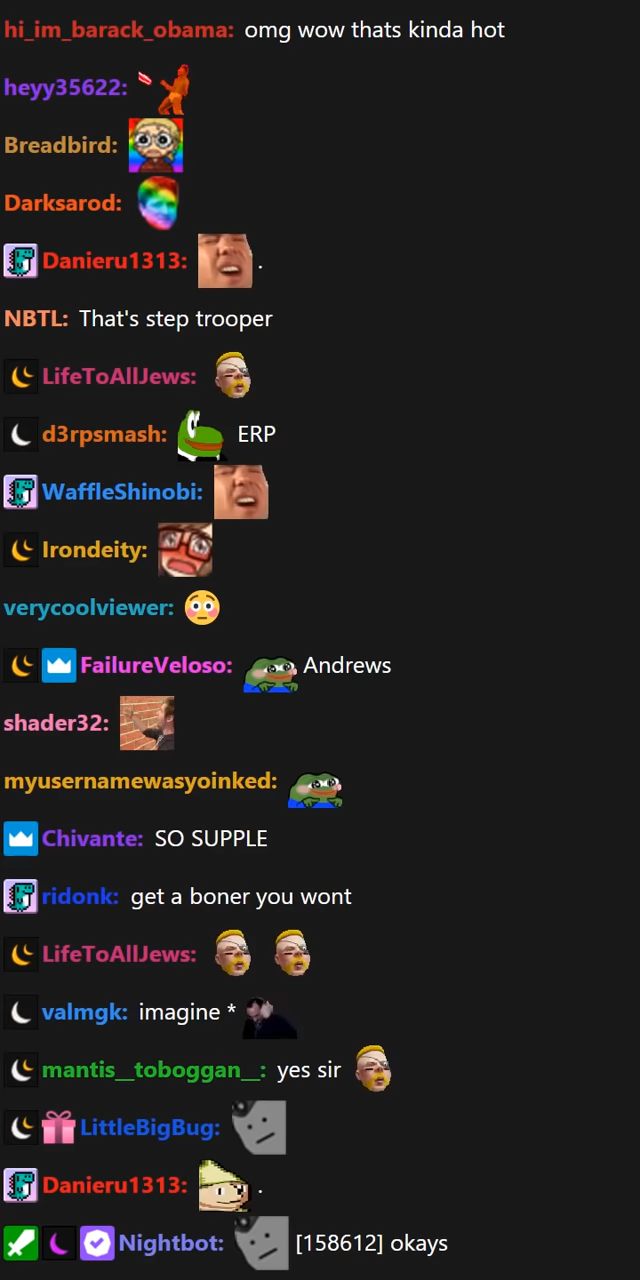 hi_im_barack_obama: omg wow thats kinda hot
heyy35622:
Breadbird:
Darksarod:
Danieru1313: .
NBTL: That's step trooper
LifeToAllJews:
d3rpsmash: ERP
WaffleShinobi:
Irondeity:
verycoolviewer:
FailureVeloso: Andrews
shader32:
myusernamewasyoinked:
Chivante: SO SUPPLE
ridonk: get a boner you wont
LifeToAllJews:
valmgk: imagine *
mantis__toboggan__: yes sir
LittleBigBug:
Danieru1313: .
Nightbot: [158612] okays